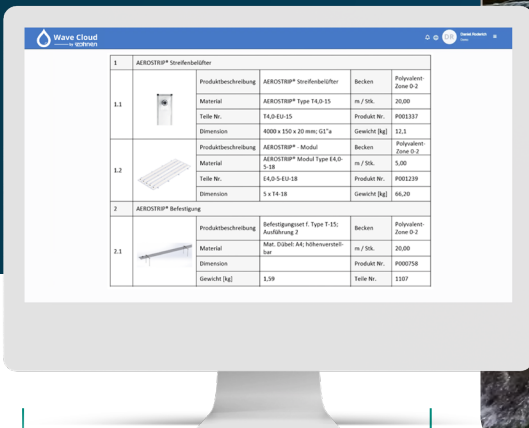 Wave Cloud
by
DR
1 AEROSTRIP® Streifenbelüfter
1.1
Produktbeschreibung AEROSTRIP® Streifenbelüfter Becken Polyvalent-
Zone 0-2
Material AEROSTRIP® Type T4,0-15 m / Stk. 20,00
Teile Nr. T4,0-EU-15 Produkt Nr. P001337
Dimension 4000 x 150 x 20 mm; G1"a Gewicht [kg] 12,1
1.2
Produktbeschreibung AEROSTRIP® - Modul Becken Polyvalent-
Zone 0-2
Material AEROSTRIP® Modul Type E4,0-
5-18 m / Stk. 5,00
Teile Nr. E4,0-5-EU-18 Produkt Nr. P001239
Dimension 5 x T4-18 Gewicht [kg] 66,20
2 AEROSTRIP® Befestigung
2.1
Produktbeschreibung Befestigungsset f. Type T-15;
Ausführung 2 Becken Polyvalent-
Zone 0-2
Material Mat. Dübel: A4; höhenverstell-
bar m / Stk. 20,00
Dimension Produkt Nr. P000758
Gewicht [kg] 1,59 Teile Nr. 1107